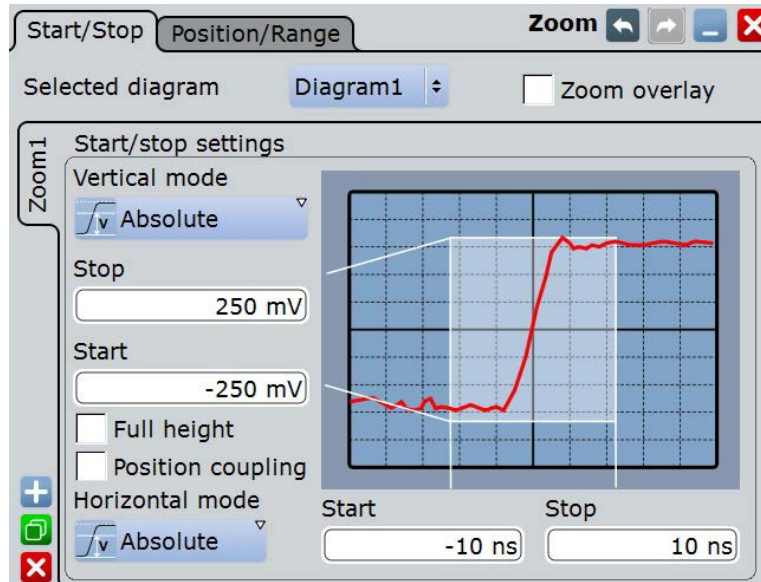 Start/Stop Position/Range Zoom
Selected diagram Diagram1 Zoom overlay
Zoom1
Start/stop settings
Vertical mode
V Absolute
Stop
250 mV
Start
-250 mV
Full height
Position coupling
Horizontal mode
V Absolute
Start Stop
-10 ns 10 ns